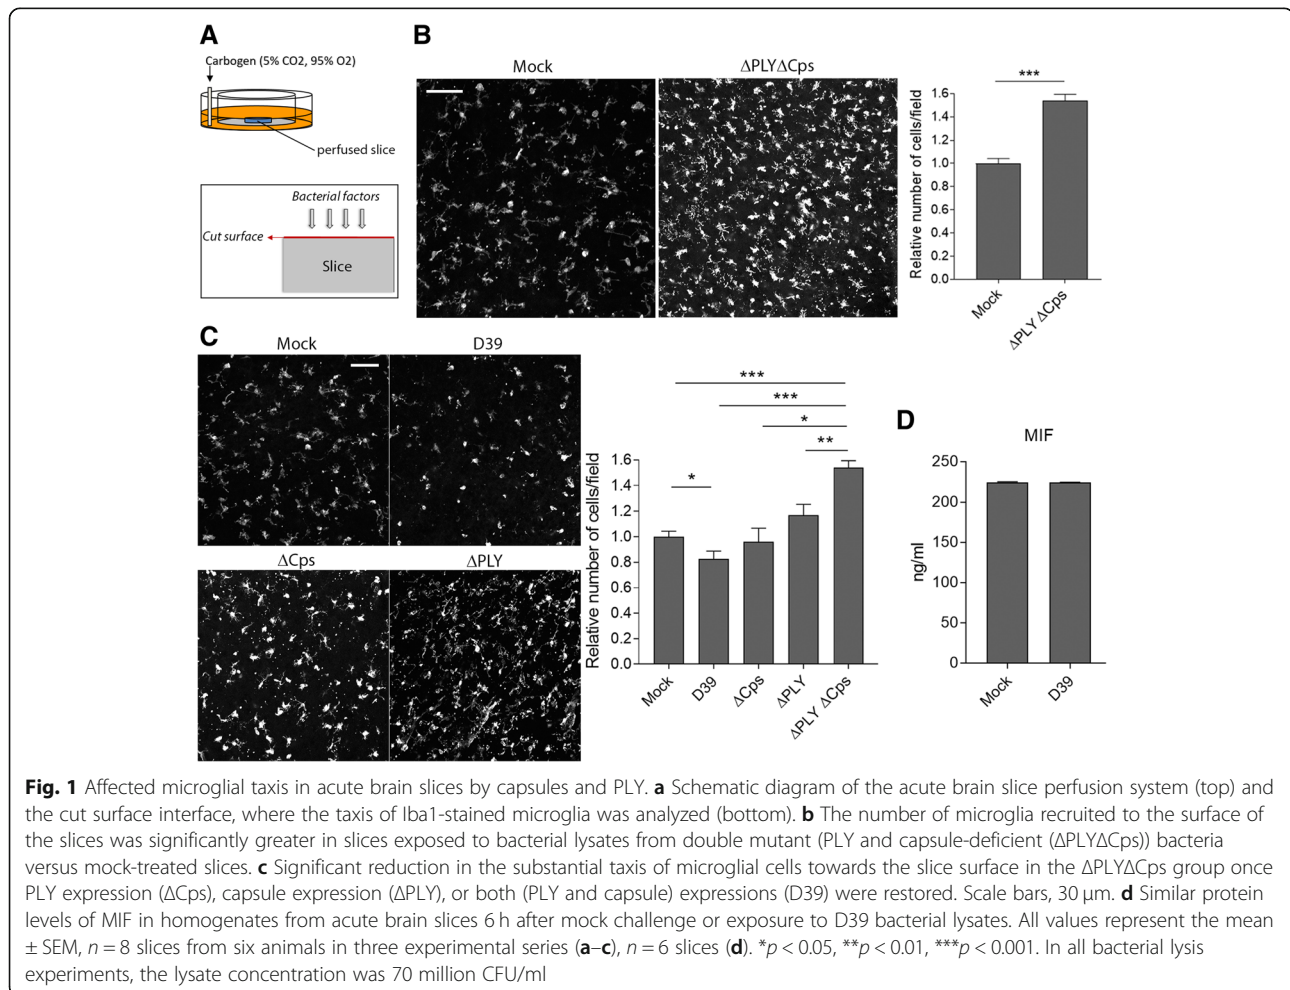 A
Carbogen (5% CO2, 95% O2)
perfused slice
Bacterial factors
Cut surface
Slice
B
Mock
ΔPLYΔCps
***
Relative number of cells/field
1.6
1.4
1.2
1.0
0.8
0.6
0.4
0.2
0.0
Mock
ΔPLY ΔCps
C
Mock
D39
ΔCps
ΔPLY
***
***
*
**
*
Relative number of cells/field
1.6
1.4
1.2
1.0
0.8
0.6
0.4
0.2
0.0
Mock
D39
ΔCps
ΔPLY
ΔPLY ΔCps
D
MIF
ng/ml
250
200
150
100
50
0
Mock
D39
Fig. 1 Affected microglial taxis in acute brain slices by capsules and PLY. a Schematic diagram of the acute brain slice perfusion system (top) and
the cut surface interface, where the taxis of Iba1-stained microglia was analyzed (bottom). b The number of microglia recruited to the surface of
the slices was significantly greater in slices exposed to bacterial lysates from double mutant (PLY and capsule-deficient (ΔPLYΔCps)) bacteria
versus mock-treated slices. c Significant reduction in the substantial taxis of microglial cells towards the slice surface in the ΔPLYΔCps group once
PLY expression (ΔCps), capsule expression (ΔPLY), or both (PLY and capsule) expressions (D39) were restored. Scale bars, 30 μm. d Similar protein
levels of MIF in homogenates from acute brain slices 6 h after mock challenge or exposure to D39 bacterial lysates. All values represent the mean
± SEM, n = 8 slices from six animals in three experimental series (a–c), n = 6 slices (d). *p < 0.05, **p < 0.01, ***p < 0.001. In all bacterial lysis
experiments, the lysate concentration was 70 million CFU/ml